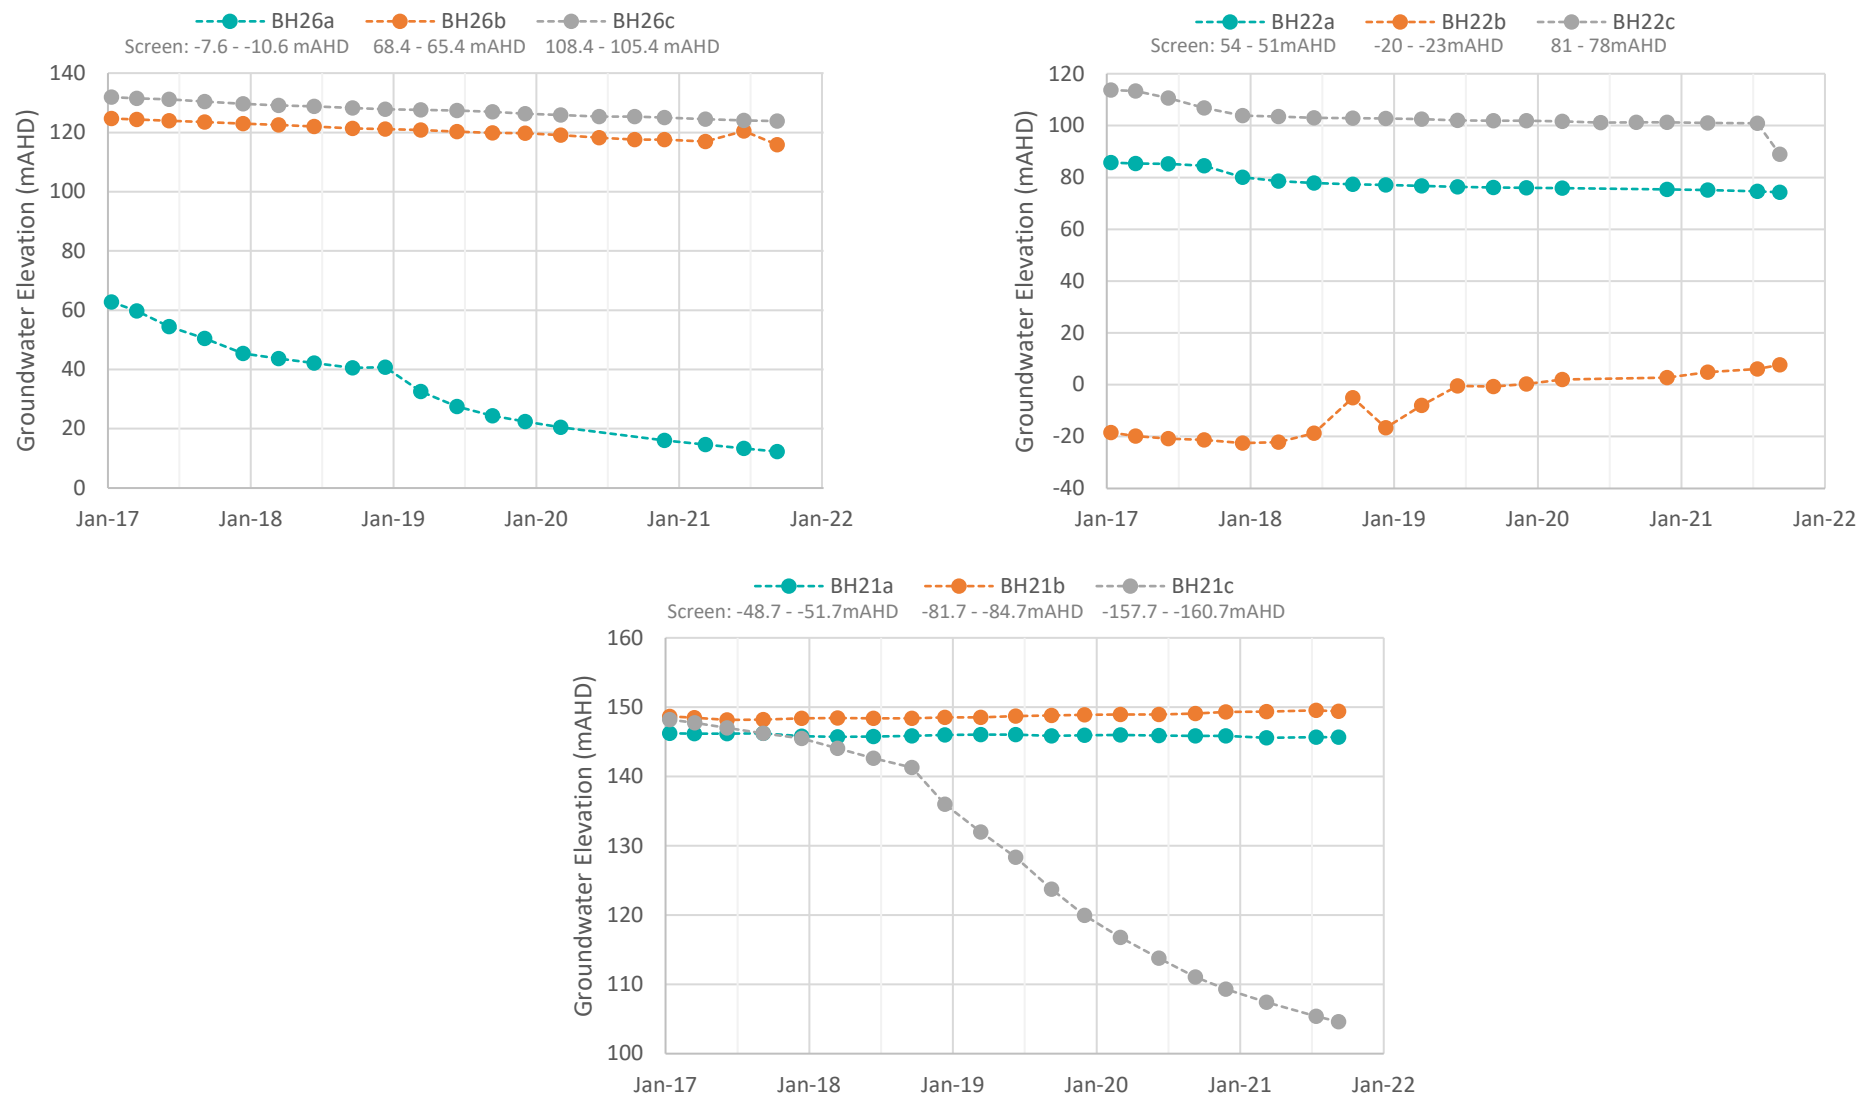 BH26a BH26b BH26c
Screen: -7.6 - -10.6 mAHD 68.4 - 65.4 mAHD 108.4 - 105.4 mAHD
Groundwater Elevation (mAHD)
140
120
100
80
60
40
20
0
Jan-17 Jan-18 Jan-19 Jan-20 Jan-21 Jan-22
BH22a BH22b BH22c
Screen: 54 - 51mAHD -20 - -23mAHD 81 - 78mAHD
Groundwater Elevation (mAHD)
120
100
80
60
40
20
0
-20
-40
Jan-17 Jan-18 Jan-19 Jan-20 Jan-21 Jan-22
BH21a BH21b BH21c
Screen: -48.7 - -51.7mAHD -81.7 - -84.7mAHD -157.7 - -160.7mAHD
Groundwater Elevation (mAHD)
160
150
140
130
120
110
100
Jan-17 Jan-18 Jan-19 Jan-20 Jan-21 Jan-22